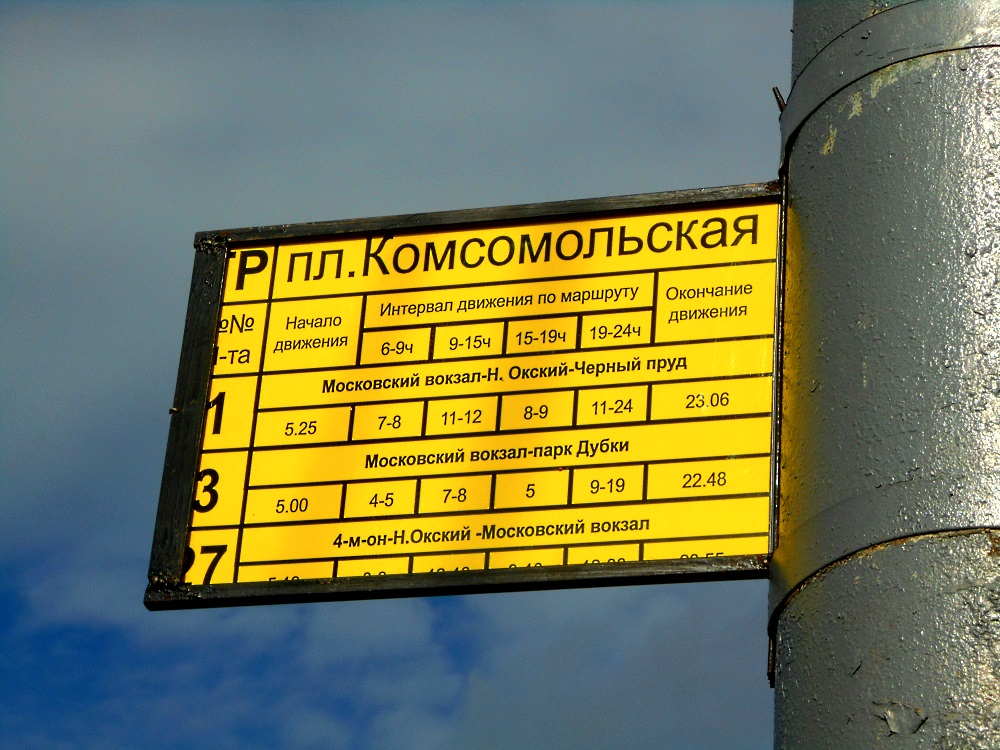 ТР пл.Комсомольская
№№ Начало Интервал движения по маршруту Окончание
-та движения 6-9ч 9-15ч 15-19ч 19-24ч движения
Московский вокзал-Н. Окский-Черный пруд
1 5.25 7-8 11-12 8-9 11-24 23.06
Московский вокзал-парк Дубки
3 5.00 4-5 7-8 5 9-19 22.48
4-м-он-Н.Окский -Московский вокзал
27